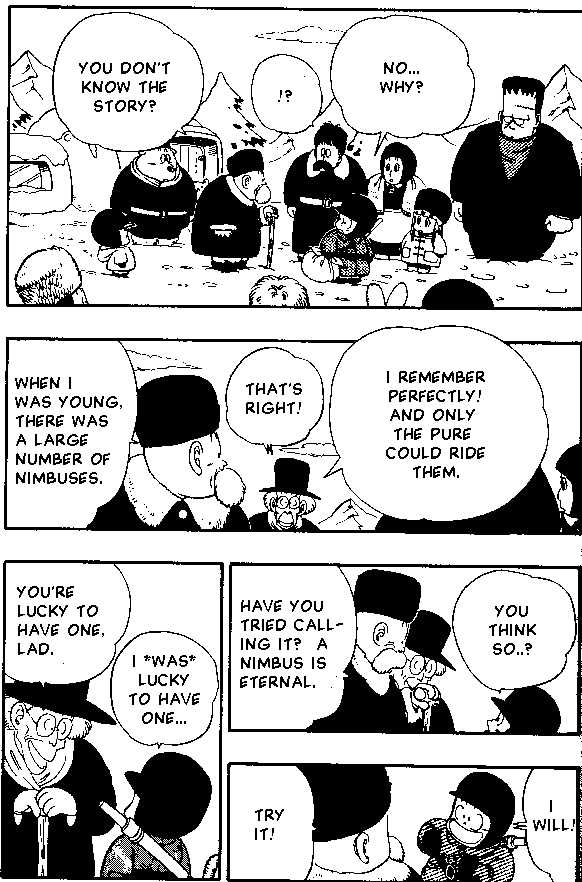 YOU DON'T
KNOW THE
STORY?
!?
NO...
WHY?
WHEN I
WAS YOUNG,
THERE WAS
A LARGE
NUMBER OF
NIMBUSES.
THAT'S
RIGHT!
I REMEMBER
PERFECTLY!
AND ONLY
THE PURE
COULD RIDE
THEM.
YOU'RE
LUCKY TO
HAVE ONE,
LAD.
I *WAS*
LUCKY
TO HAVE
ONE...
HAVE YOU
TRIED CALL-
ING IT? A
NIMBUS IS
ETERNAL.
YOU
THINK
SO..?
TRY
IT!
I
WILL!